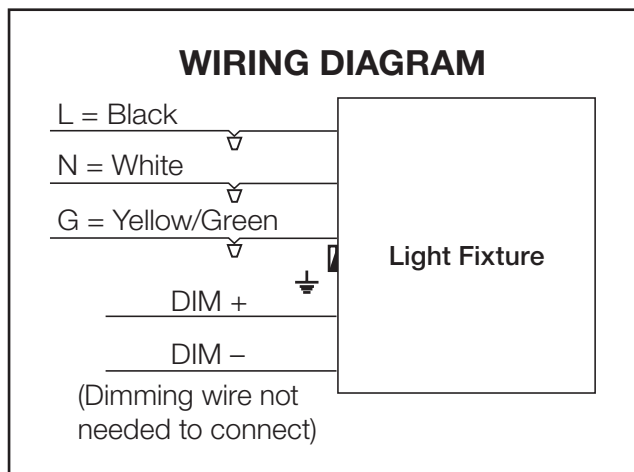 WIRING DIAGRAM
L = Black
N = White
G = Yellow/Green
Light Fixture
DIM +
DIM –
(Dimming wire not
needed to connect)